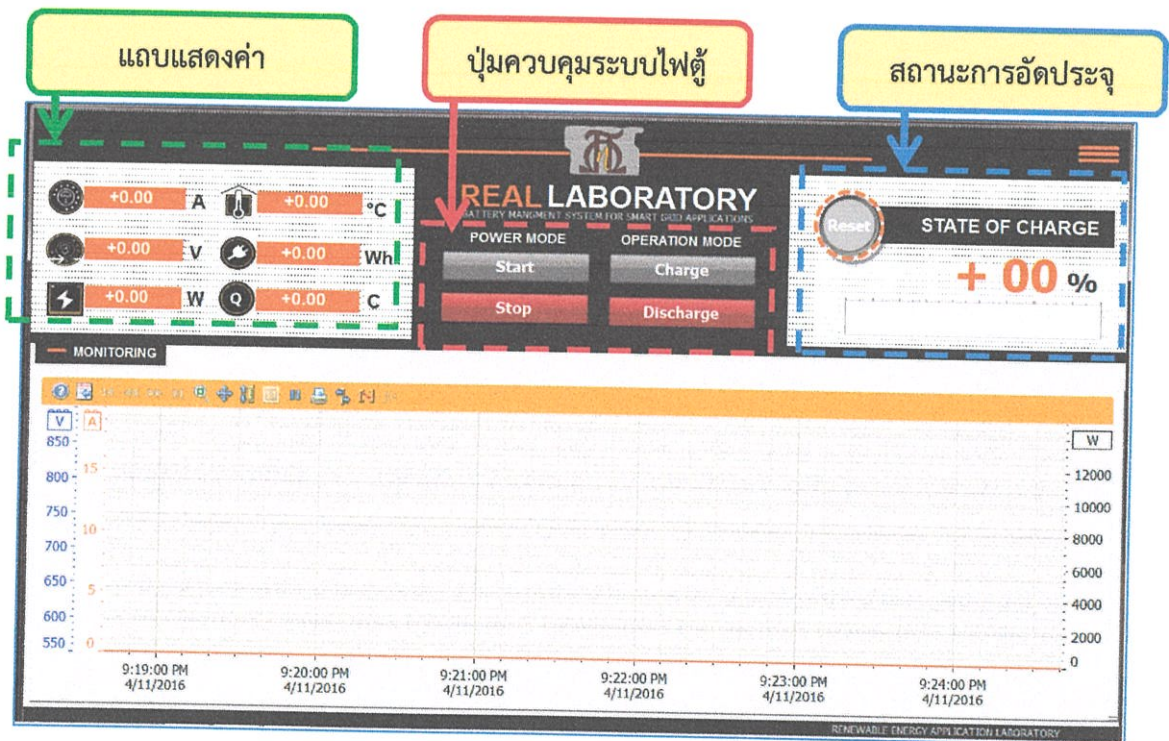 แถบแสดงค่า
ปุ่มควบคุมระบบไฟตู้
สถานะการอัดประจุ
REAL LABORATORY
BATTERY MANGMENT SYSTEM FOR SMART GRID APPLICATIONS
+0.00 A +0.00 °C
+0.00 V +0.00 Wh
+0.00 W Q +0.00 C
POWER MODE OPERATION MODE
Start Charge
Stop Discharge
Reset STATE OF CHARGE
+ 00 %
MONITORING
V A W
850
800
750
700
650
600
550
15
10
5
0
12000
10000
8000
6000
4000
2000
0
9:19:00 PM 9:20:00 PM 9:21:00 PM 9:22:00 PM 9:23:00 PM 9:24:00 PM
4/11/2016 4/11/2016 4/11/2016 4/11/2016 4/11/2016 4/11/2016
RENEWABLE ENERGY APPLICATION LABORATORY